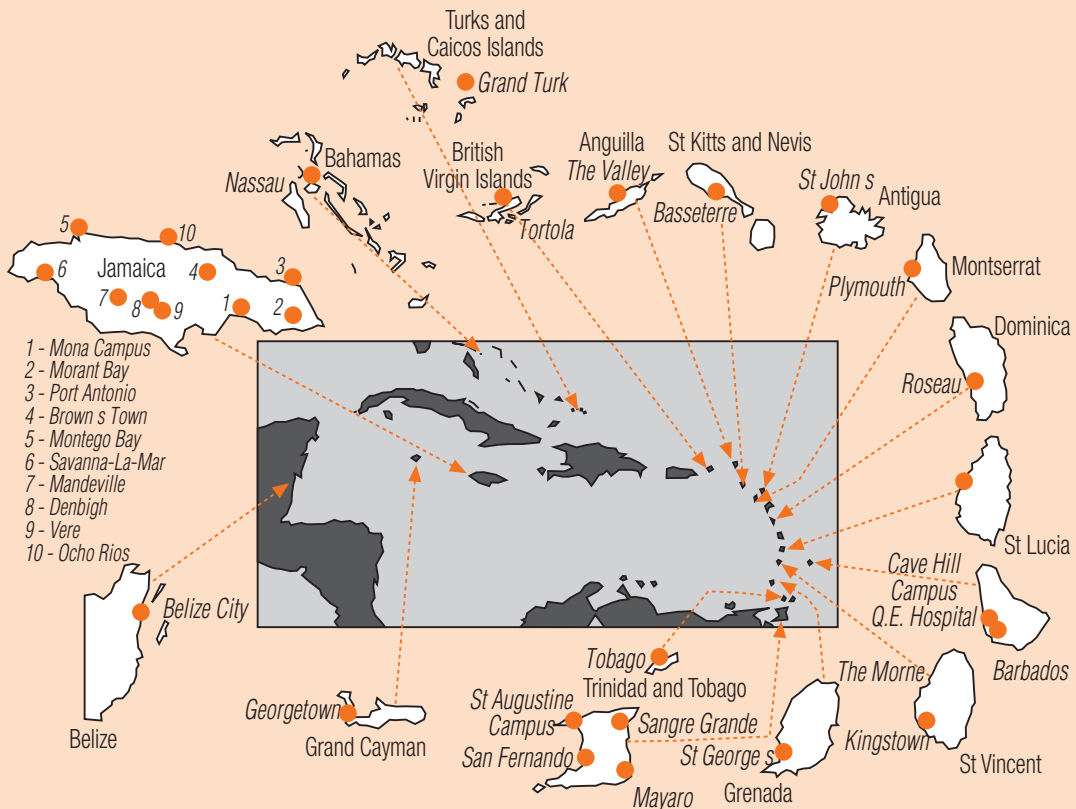 Turks and
Caicos Islands
Grand Turk
Bahamas
Nassau
British
Virgin Islands
Tortola
Anguilla
The Valley
St Kitts and Nevis
Basseterre
St John s
Antigua
Plymouth
Montserrat
5
10
Jamaica
6
4
3
7
8
9
1
2
1 - Mona Campus
2 - Morant Bay
3 - Port Antonio
4 - Brown s Town
5 - Montego Bay
6 - Savanna-La-Mar
7 - Mandeville
8 - Denbigh
9 - Vere
10 - Ocho Rios
Dominica
Roseau
St Lucia
Cave Hill
Campus
Q.E. Hospital
Barbados
Belize City
Belize
Georgetown
Grand Cayman
Tobago
Trinidad and Tobago
St Augustine
Campus
Sangre Grande
San Fernando
Mayaro
St George s
Grenada
The Morne
Kingstown
St Vincent